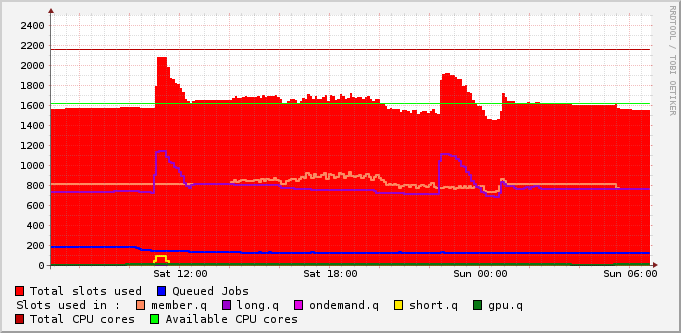 2400
2200
2000
1800
1600
1400
1200
1000
800
600
400
200
0
Sat 12:00 Sat 18:00 Sun 00:00 Sun 06:00
Total slots used Queued Jobs
Slots used in : member.q long.q ondemand.q short.q gpu.q
Total CPU cores Available CPU cores
RRDTOOL / TOBI OETIKER